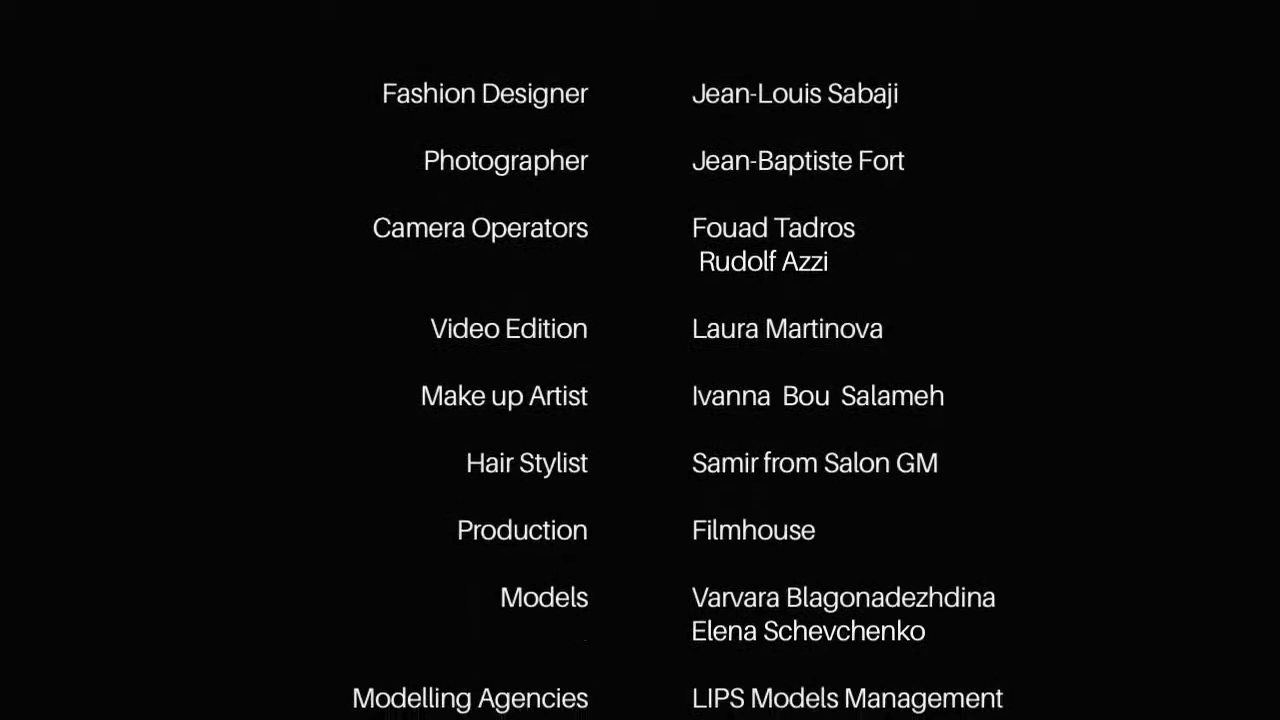 Fashion Designer Jean-Louis Sabaji
Photographer Jean-Baptiste Fort
Camera Operators Fouad Tadros
Rudolf Azzi
Video Edition Laura Martinova
Make up Artist Ivanna Bou Salameh
Hair Stylist Samir from Salon GM
Production Filmhouse
Models Varvara Blagonadezhdina
Elena Schevchenko
Modelling Agencies LIPS Models Management